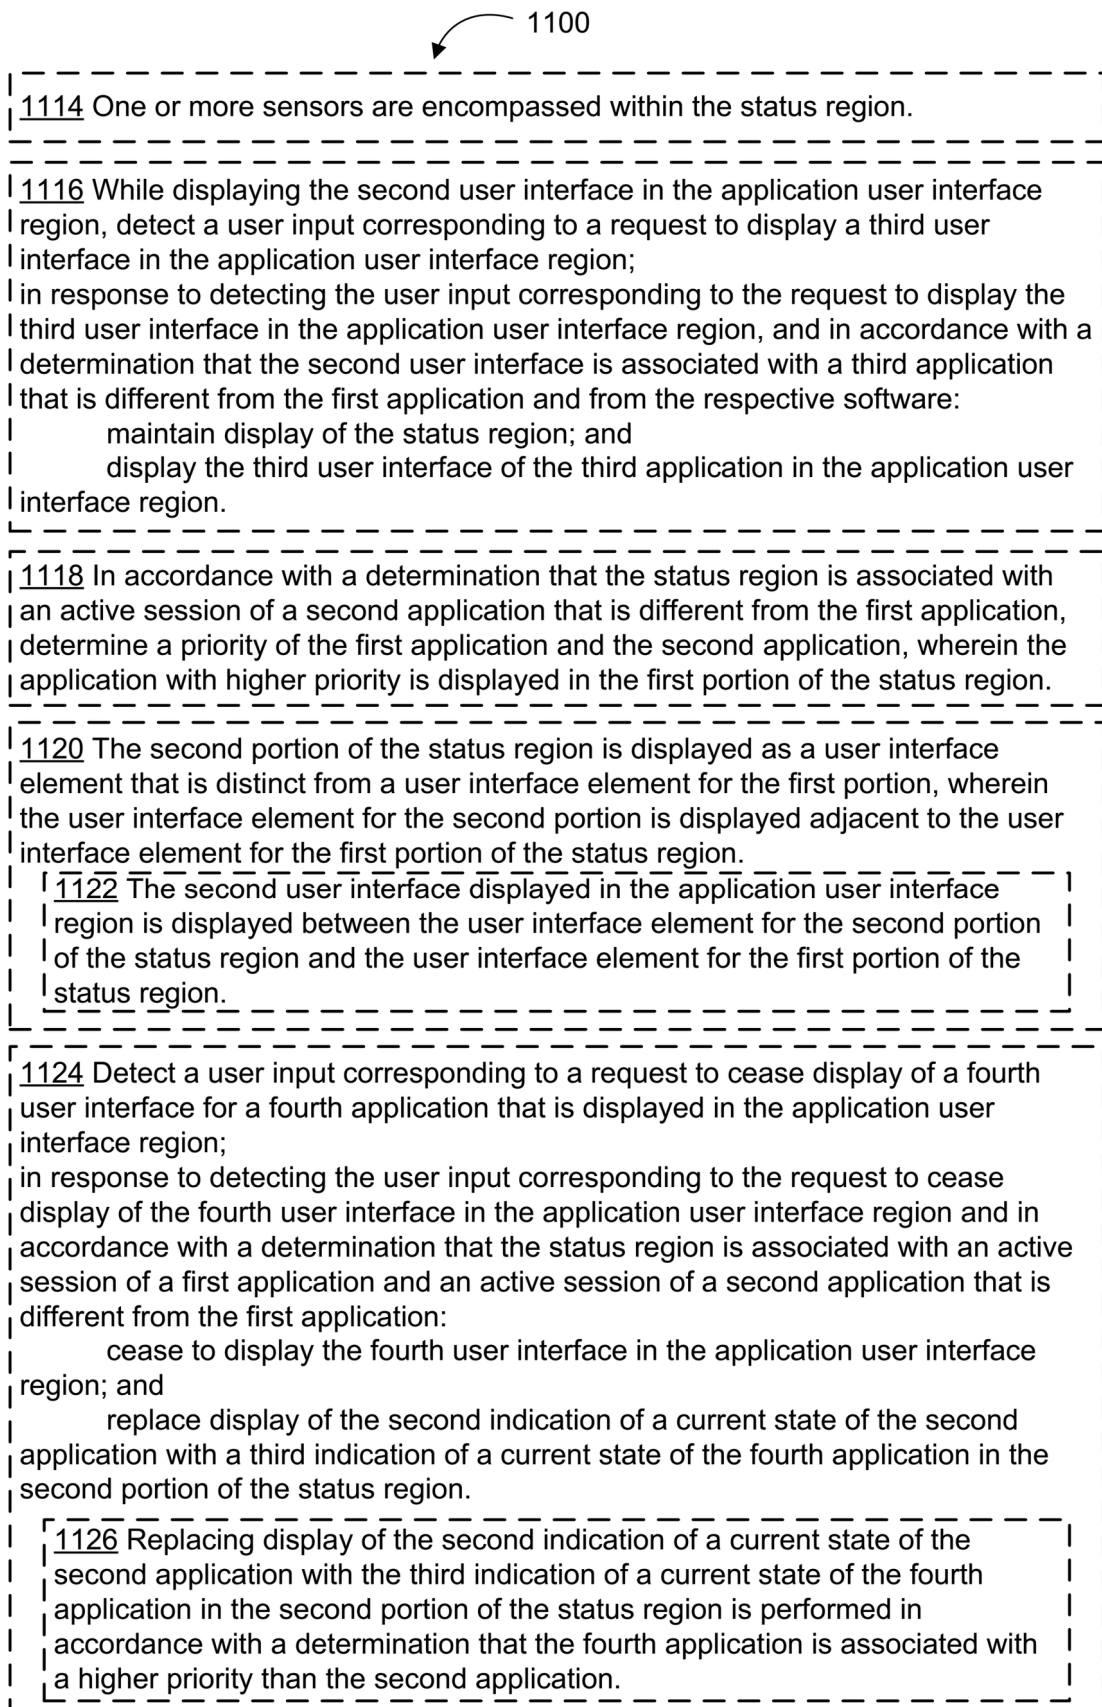 1100
1114 One or more sensors are encompassed within the status region.
1116 While displaying the second user interface in the application user interface
region, detect a user input corresponding to a request to display a third user
interface in the application user interface region;
in response to detecting the user input corresponding to the request to display the
third user interface in the application user interface region, and in accordance with a
determination that the second user interface is associated with a third application
that is different from the first application and from the respective software:
maintain display of the status region; and
display the third user interface of the third application in the application user
interface region.
1118 In accordance with a determination that the status region is associated with
an active session of a second application that is different from the first application,
determine a priority of the first application and the second application, wherein the
application with higher priority is displayed in the first portion of the status region.
1120 The second portion of the status region is displayed as a user interface
element that is distinct from a user interface element for the first portion, wherein
the user interface element for the second portion is displayed adjacent to the user
interface element for the first portion of the status region.
1122 The second user interface displayed in the application user interface
region is displayed between the user interface element for the second portion
of the status region and the user interface element for the first portion of the
status region.
1124 Detect a user input corresponding to a request to cease display of a fourth
user interface for a fourth application that is displayed in the application user
interface region;
in response to detecting the user input corresponding to the request to cease
display of the fourth user interface in the application user interface region and in
accordance with a determination that the status region is associated with an active
session of a first application and an active session of a second application that is
different from the first application:
cease to display the fourth user interface in the application user interface
region; and
replace display of the second indication of a current state of the second
application with a third indication of a current state of the fourth application in the
second portion of the status region.
1126 Replacing display of the second indication of a current state of the
second application with the third indication of a current state of the fourth
application in the second portion of the status region is performed in
accordance with a determination that the fourth application is associated with
a higher priority than the second application.